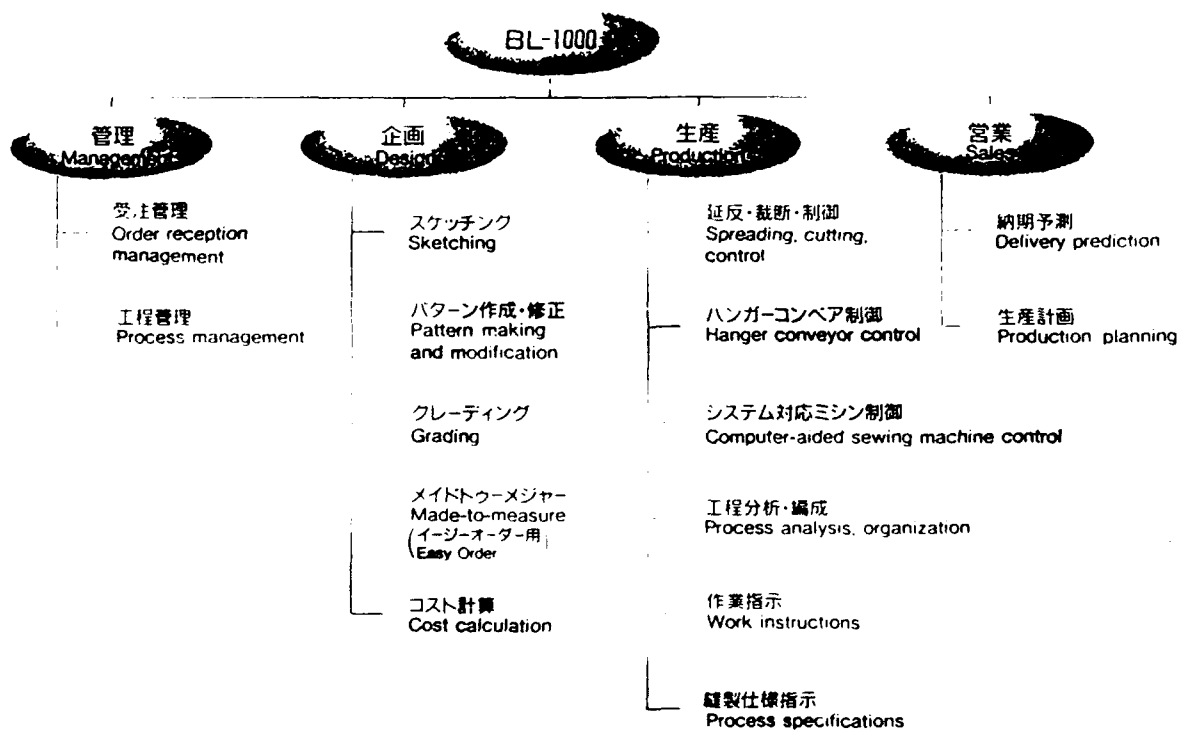 BL-1000
管理
Management
受注管理
Order reception
management
工程管理
Process management
企画
Design
スケッチング
Sketching
パターン作成・修正
Pattern making
and modification
クレーディング
Grading
メイドトゥーメジャー
Made-to-measure
(イージーオーダー用)
Easy Order
コスト計算
Cost calculation
生産
Production
延反・裁断・制御
Spreading, cutting,
control
ハンガーコンベア制御
Hanger conveyor control
システム対応ミシン制御
Computer-aided sewing machine control
工程分析・編成
Process analysis, organization
作業指示
Work instructions
縫製仕様指示
Process specifications
営業
Sales
納期予測
Delivery prediction
生産計画
Production planning